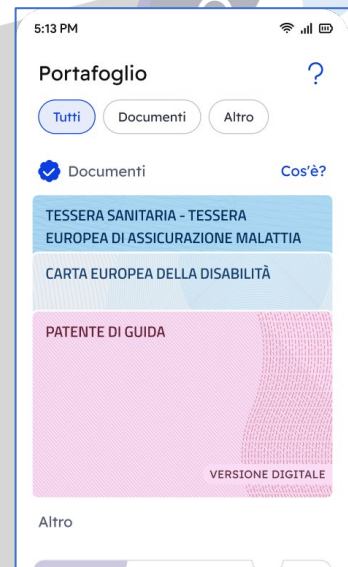 5:13 PM
Portafoglio
?
Tutti Documenti Altro
Documenti Cos'è?
TESSERA SANITARIA - TESSERA
EUROPEA DI ASSICURAZIONE MALATTIA
CARTA EUROPEA DELLA DISABILITÀ
PATENTE DI GUIDA
VERSIONE DIGITALE
Altro